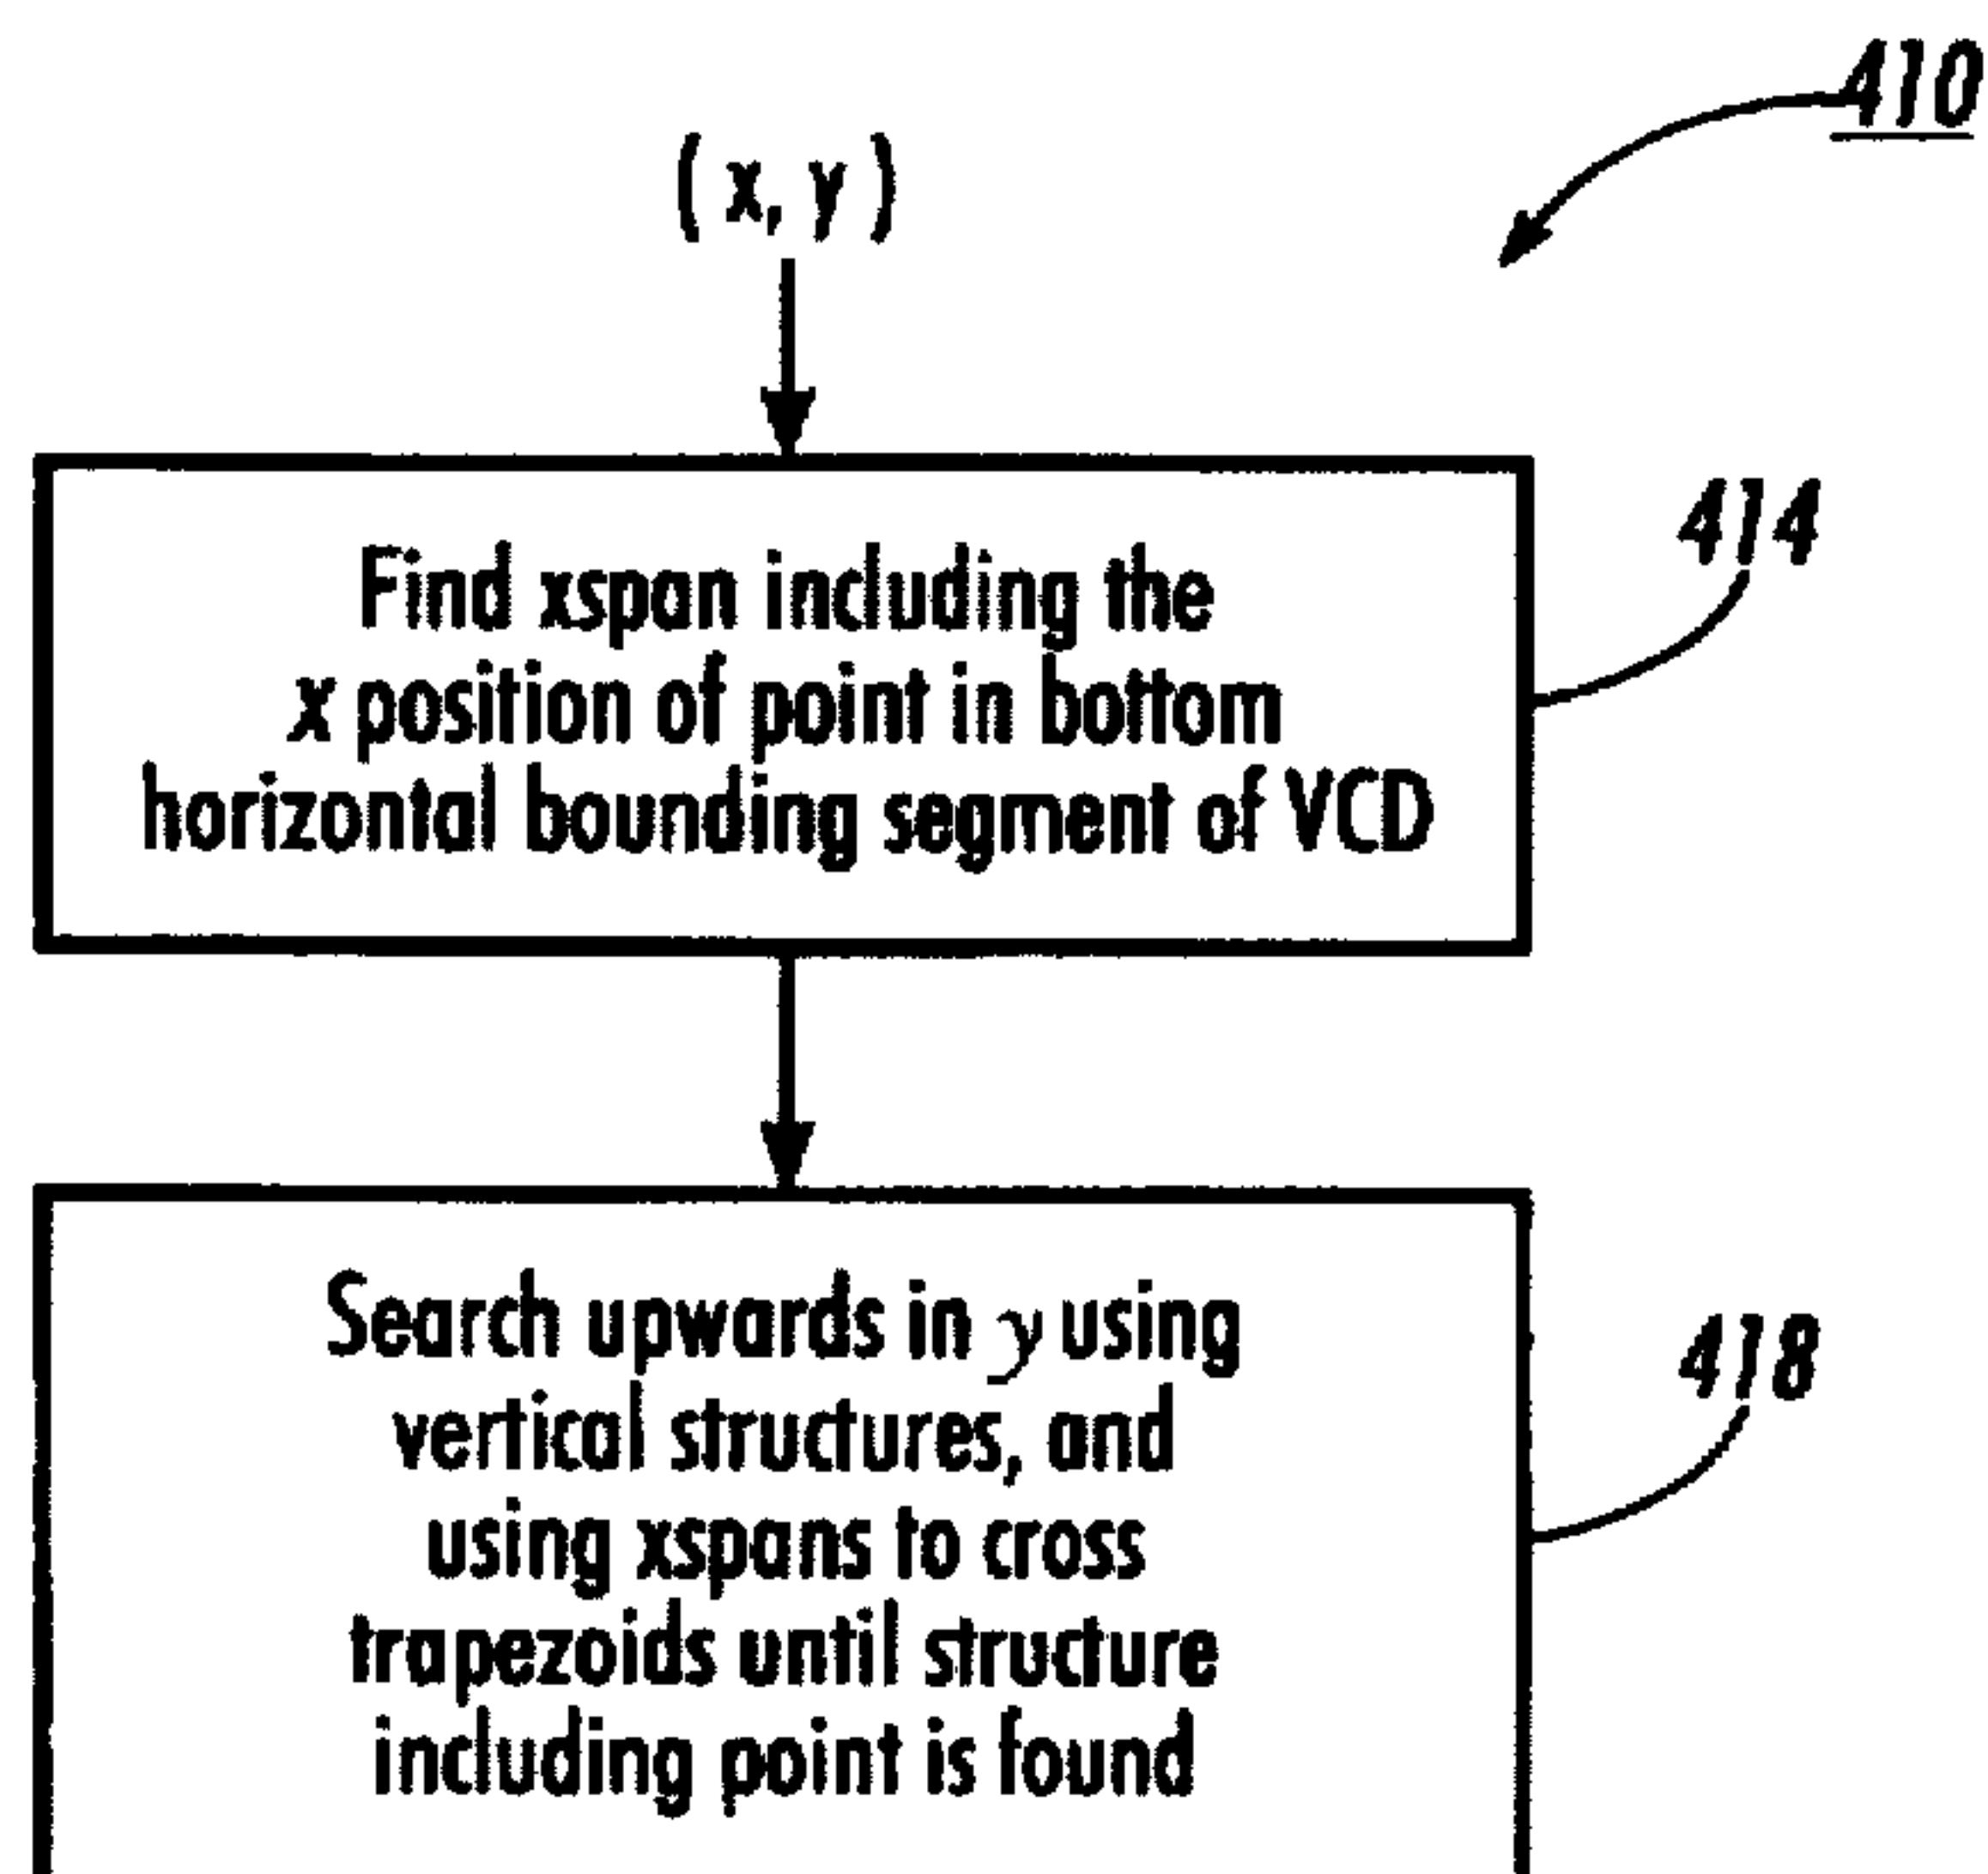 410
( x, y )
414
Find xspan including the
x position of point in bottom
horizontal bounding segment of VCD
418
Search upwards in y using
vertical structures, and
using xspans to cross
trapezoids until structure
including point is found